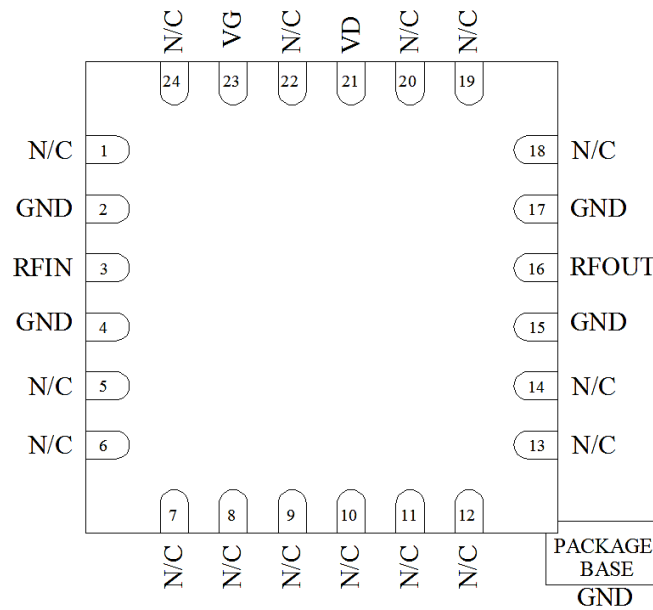 N/C VG N/C VD N/C N/C
24 23 22 21 20 19
N/C 1 18 N/C
GND 2 17 GND
RFIN 3 16 RFOUT
GND 4 15 GND
N/C 5 14 N/C
N/C 6 13 N/C
7 8 9 10 11 12
N/C N/C N/C N/C N/C N/C
PACKAGE
BASE
GND